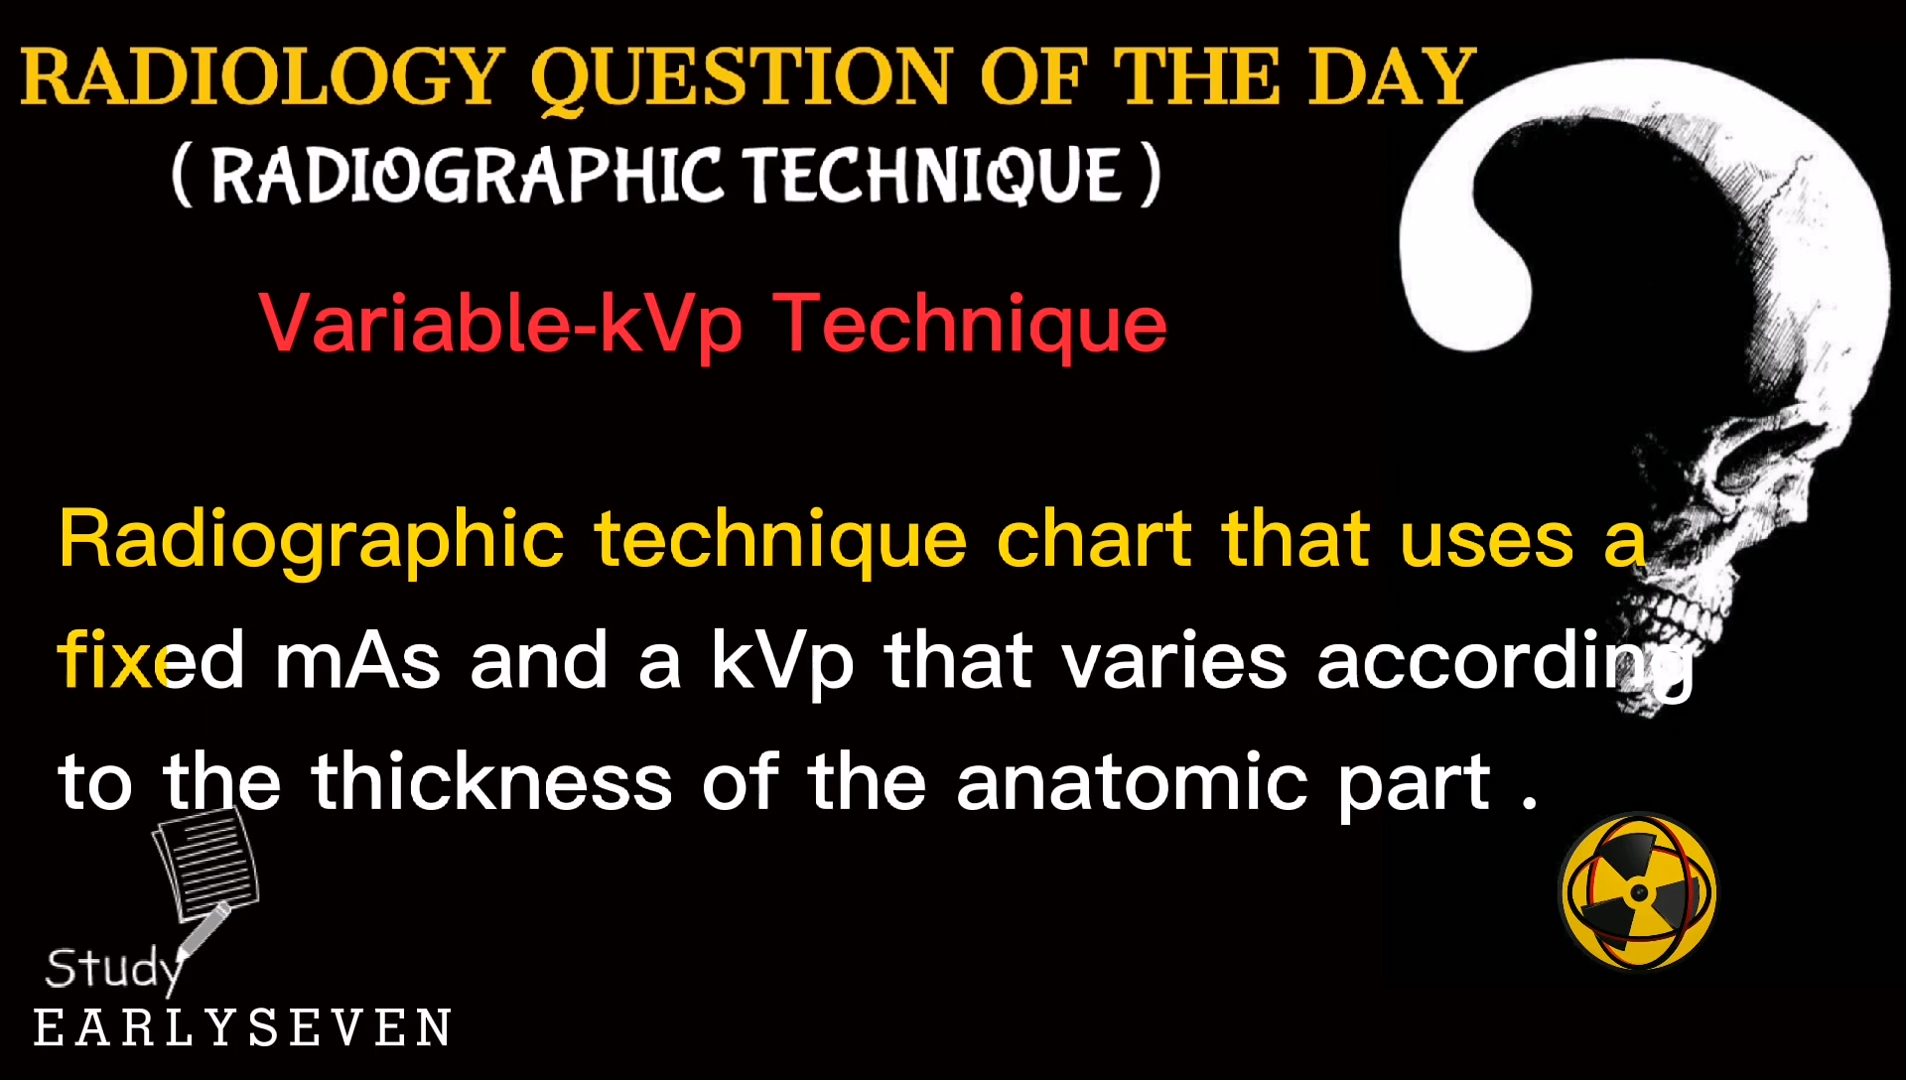 RADIOLOGY QUESTION OF THE DAY
( RADIOGRAPHIC TECHNIQUE )
Variable-kVp Technique
Radiographic technique chart that uses a
fixed mAs and a kVp that varies according
to the thickness of the anatomic part .
Study
EARLYSEVEN